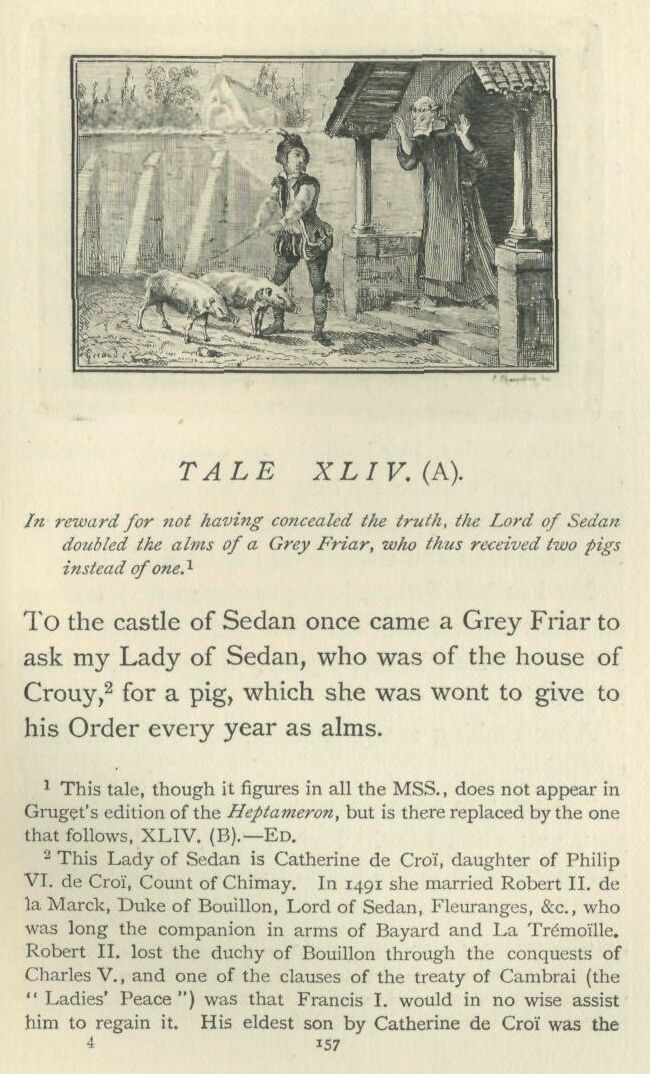 TALE XLIV. (A).
In reward for not having concealed the truth, the Lord of Sedan
doubled the alms of a Grey Friar, who thus received two pigs
instead of one.¹
To the castle of Sedan once came a Grey Friar to
ask my Lady of Sedan, who was of the house of
Crouy,² for a pig, which she was wont to give to
his Order every year as alms.
¹ This tale, though it figures in all the MSS., does not appear in
Gruget's edition of the Heptameron, but is there replaced by the one
that follows, XLIV. (B).—ED.
² This Lady of Sedan is Catherine de Croï, daughter of Philip
VI. de Croï, Count of Chimay. In 1491 she married Robert II. de
la Marck, Duke of Bouillon, Lord of Sedan, Fleuranges, &c., who
was long the companion in arms of Bayard and La Trémoïlle.
Robert II. lost the duchy of Bouillon through the conquests of
Charles V., and one of the clauses of the treaty of Cambrai (the
“ Ladies' Peace ”) was that Francis I. would in no wise assist
him to regain it. His eldest son by Catherine de Croï was the
4 157